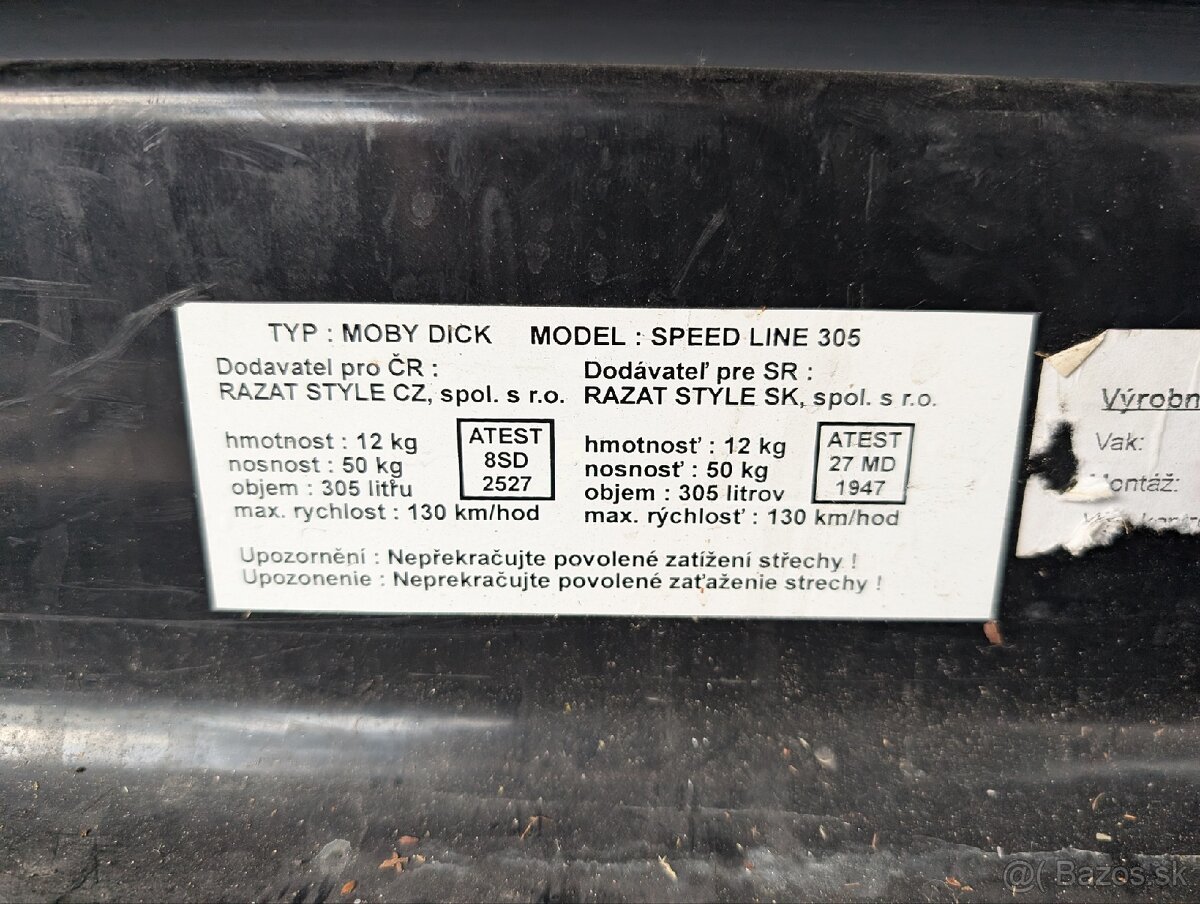 TYP : MOBY DICK MODEL : SPEED LINE 305
Dodavatel pro ČR :
RAZAT STYLE CZ, spol. s r.o.
hmotnost : 12 kg
nosnost : 50 kg
objem : 305 litřu
max. rychlost : 130 km/hod
ATEST
8SD
2527
Dodávateľ pre SR :
RAZAT STYLE SK, spol. s r.o.
hmotnosť : 12 kg
nosnosť : 50 kg
objem : 305 litrov
max. rýchlosť : 130 km/hod
ATEST
27 MD
1947
Upozornění : Nepřekračujte povolené zatížení střechy !
Upozonenie : Neprekračujte povolené zaťaženie strechy !
Výrobn
Vak:
ontáž:
Bazos.sk